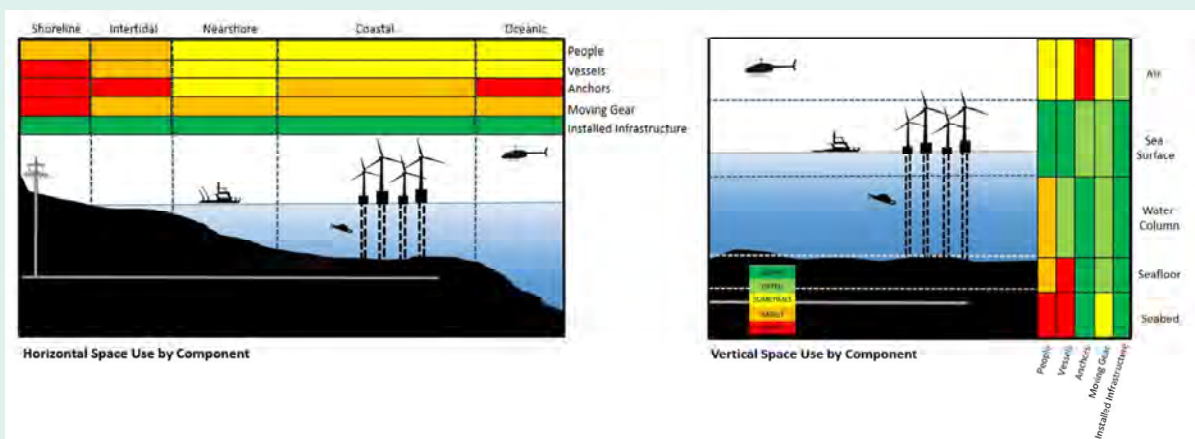 Shoreline Intertidal Nearshore Coastal Oceanic
People
Vessels
Anchors
Moving Gear
Installed Infrastructure
Horizontal Space Use by Component
Air
Sea
Surface
Water
Column
Seafloor
Seabed
SOMETIMES
Vertical Space Use by Component
People
Vessels
Anchors
Moving Gear
Installed Infrastructure